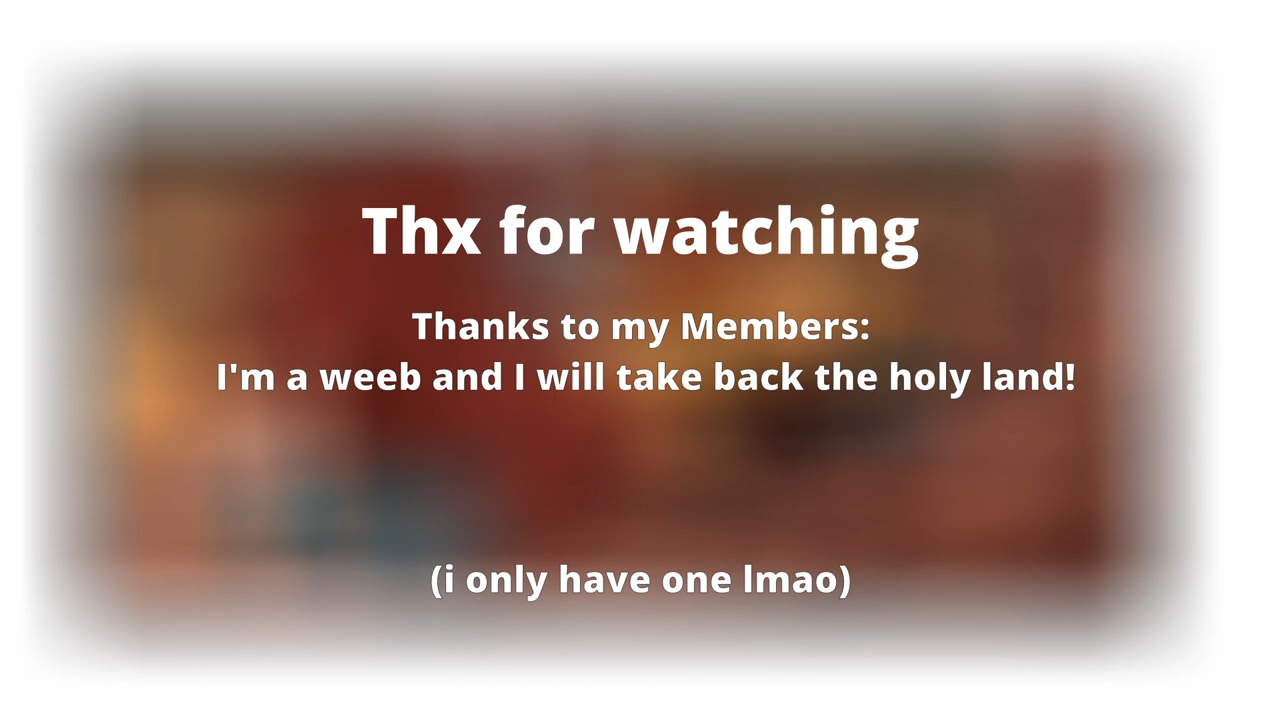 Thx for watching
Thanks to my Members:
I'm a weeb and I will take back the holy land!
(i only have one lmao)